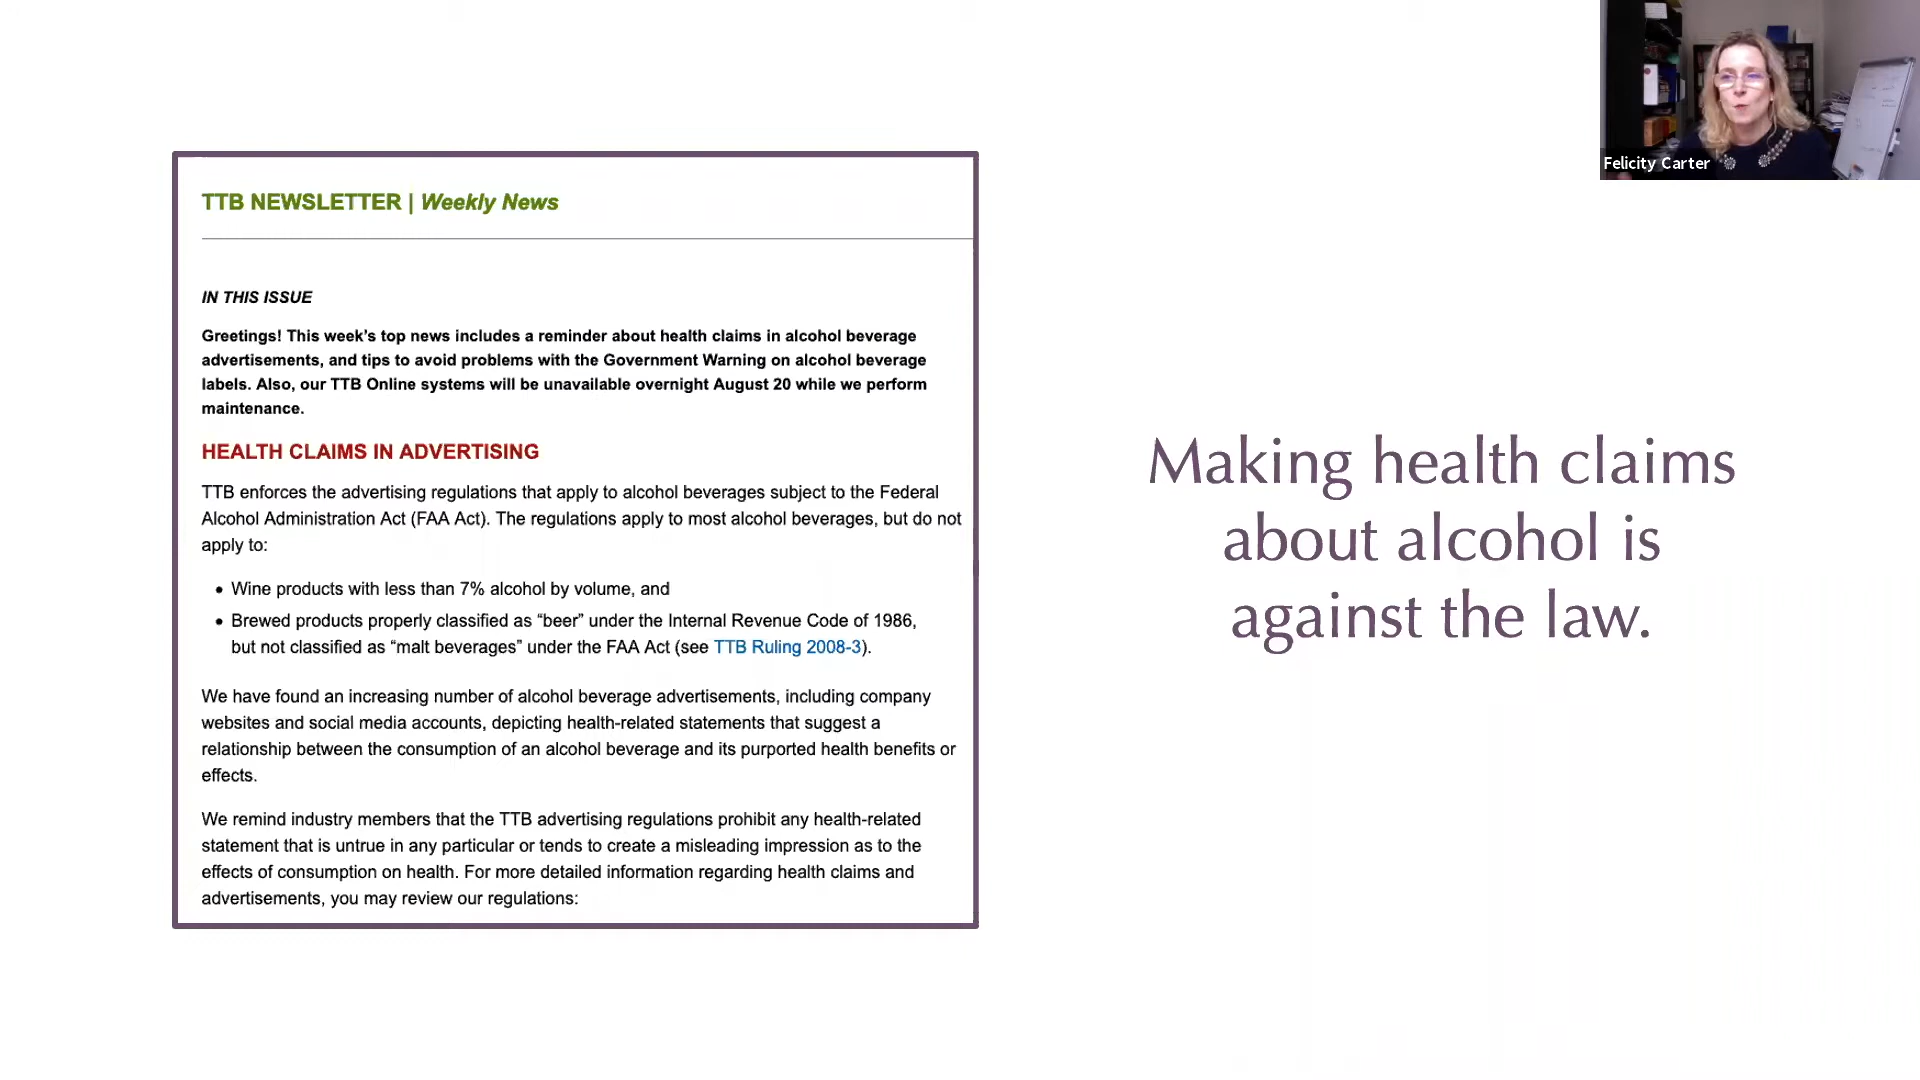 TTB NEWSLETTER | Weekly News
IN THIS ISSUE
Greetings! This week's top news includes a reminder about health claims in alcohol beverage
advertisements, and tips to avoid problems with the Government Warning on alcohol beverage
labels. Also, our TTB Online systems will be unavailable overnight August 20 while we perform
maintenance.
HEALTH CLAIMS IN ADVERTISING
TTB enforces the advertising regulations that apply to alcohol beverages subject to the Federal
Alcohol Administration Act (FAA Act). The regulations apply to most alcohol beverages, but do not
apply to:
• Wine products with less than 7% alcohol by volume, and
• Brewed products properly classified as “beer” under the Internal Revenue Code of 1986,
but not classified as “malt beverages” under the FAA Act (see TTB Ruling 2008-3).
We have found an increasing number of alcohol beverage advertisements, including company
websites and social media accounts, depicting health-related statements that suggest a
relationship between the consumption of an alcohol beverage and its purported health benefits or
effects.
We remind industry members that the TTB advertising regulations prohibit any health-related
statement that is untrue in any particular or tends to create a misleading impression as to the
effects of consumption on health. For more detailed information regarding health claims and
advertisements, you may review our regulations:
Making health claims
about alcohol is
against the law.
Felicity Carter